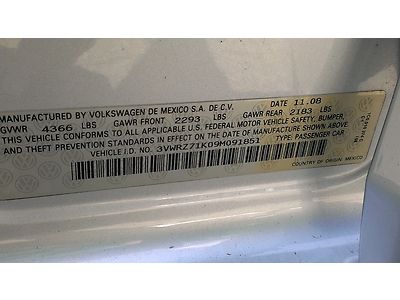 MANUFACTURED BY VOLKSWAGEN DE MEXICO S.A. DE C.V. DATE 11.08
GVWR 4366 LBS GAWR FRONT 2293 LBS GAWR REAR 2183 LBS
THIS VEHICLE CONFORMS TO ALL APPLICABLE U.S. FEDERAL MOTOR VEHICLE SAFETY, BUMPER,
AND THEFT PREVENTION STANDARDS IN EFFECT ON THE DATE OF MANUFACTURE SHOWN ABOVE.
VEHICLE I.D. NO.: 3VWRZ71K09M091851 TYPE: PASSENGER CAR
COUNTRY OF ORIGIN: MEXICO